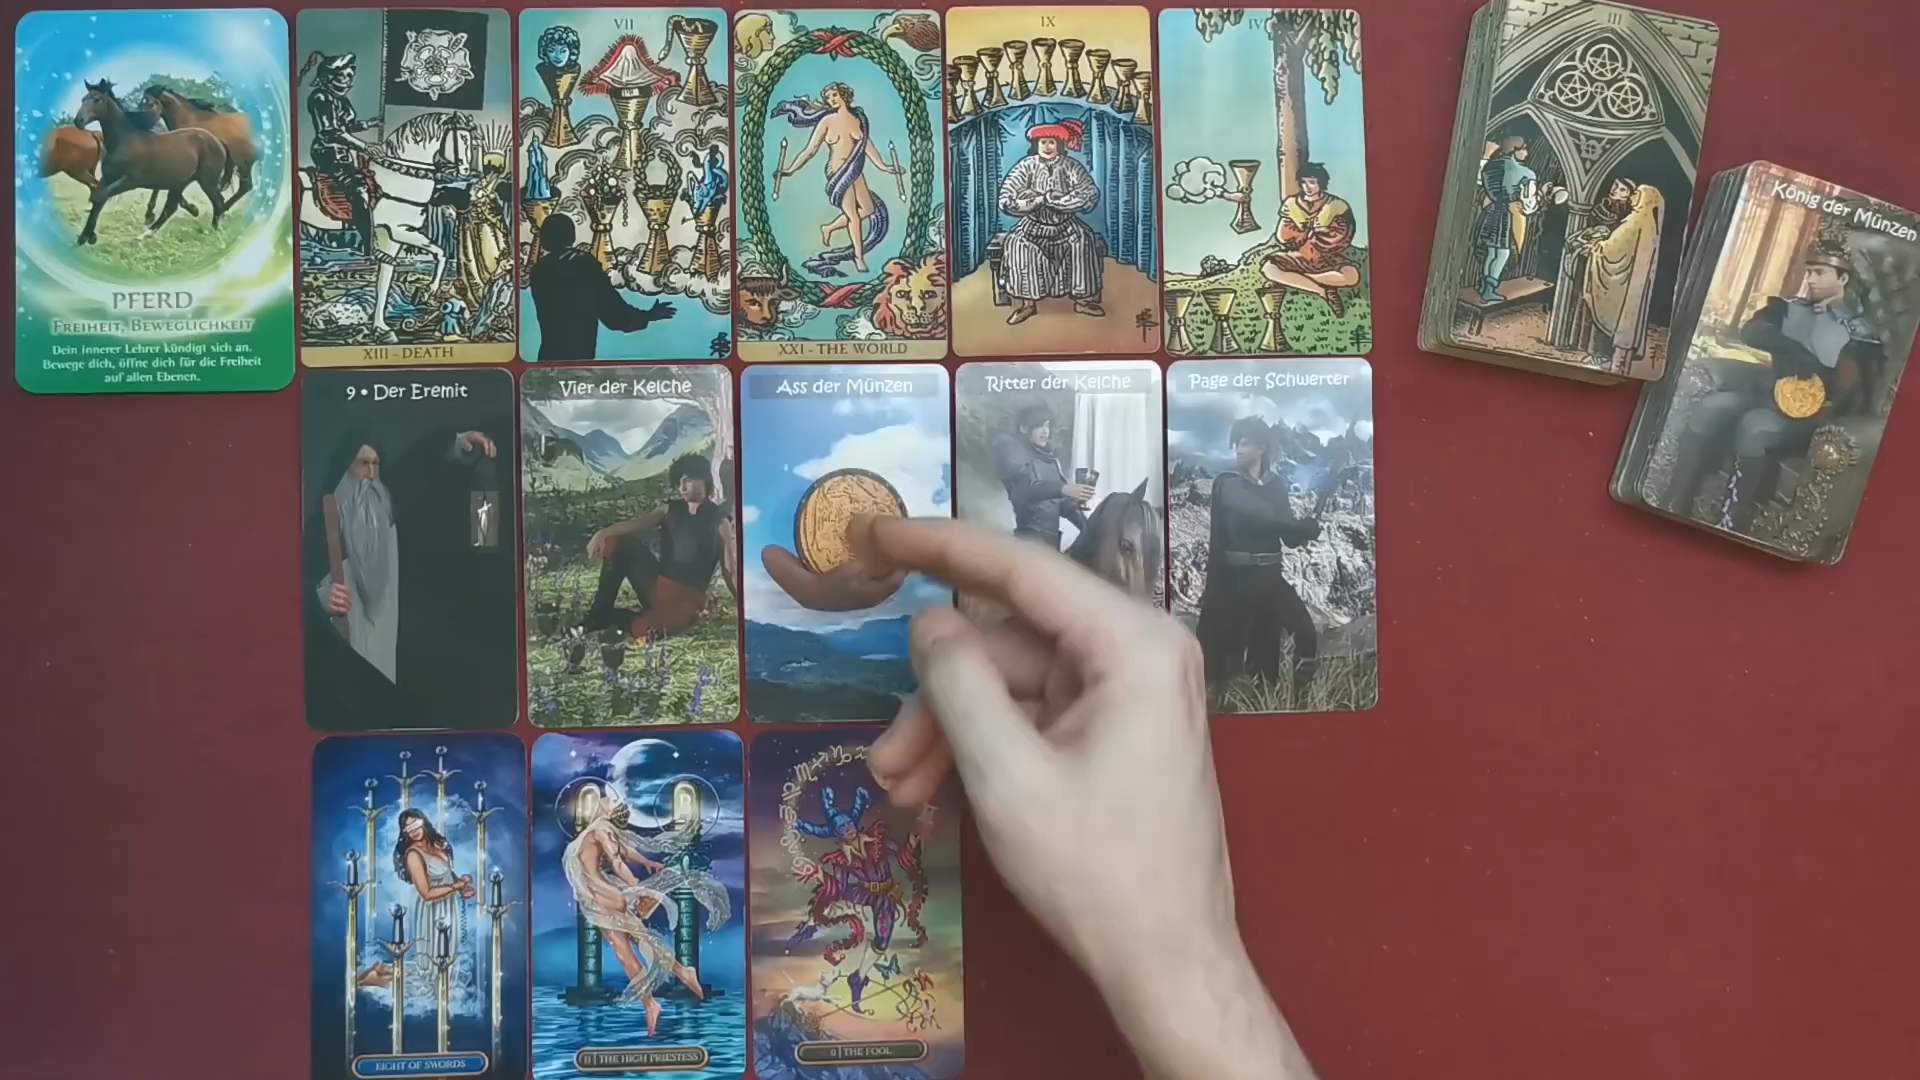 PFERD
FREIHEIT, BEWEGLICHKEIT
Dein innerer Lehrer kündigt sich an.
Bewege dich, öffne dich für die Freiheit
auf allen Ebenen.
XIII - DEATH
VII
XXI - THE WORLD
IX
IV
III
König der Münzen
9 • Der Eremit
Vier der Kelche
Ass der Münzen
Ritter der Kelche
Page der Schwerter
EIGHT OF SWORDS
II | THE HIGH PRIESTESS
0 | THE FOOL